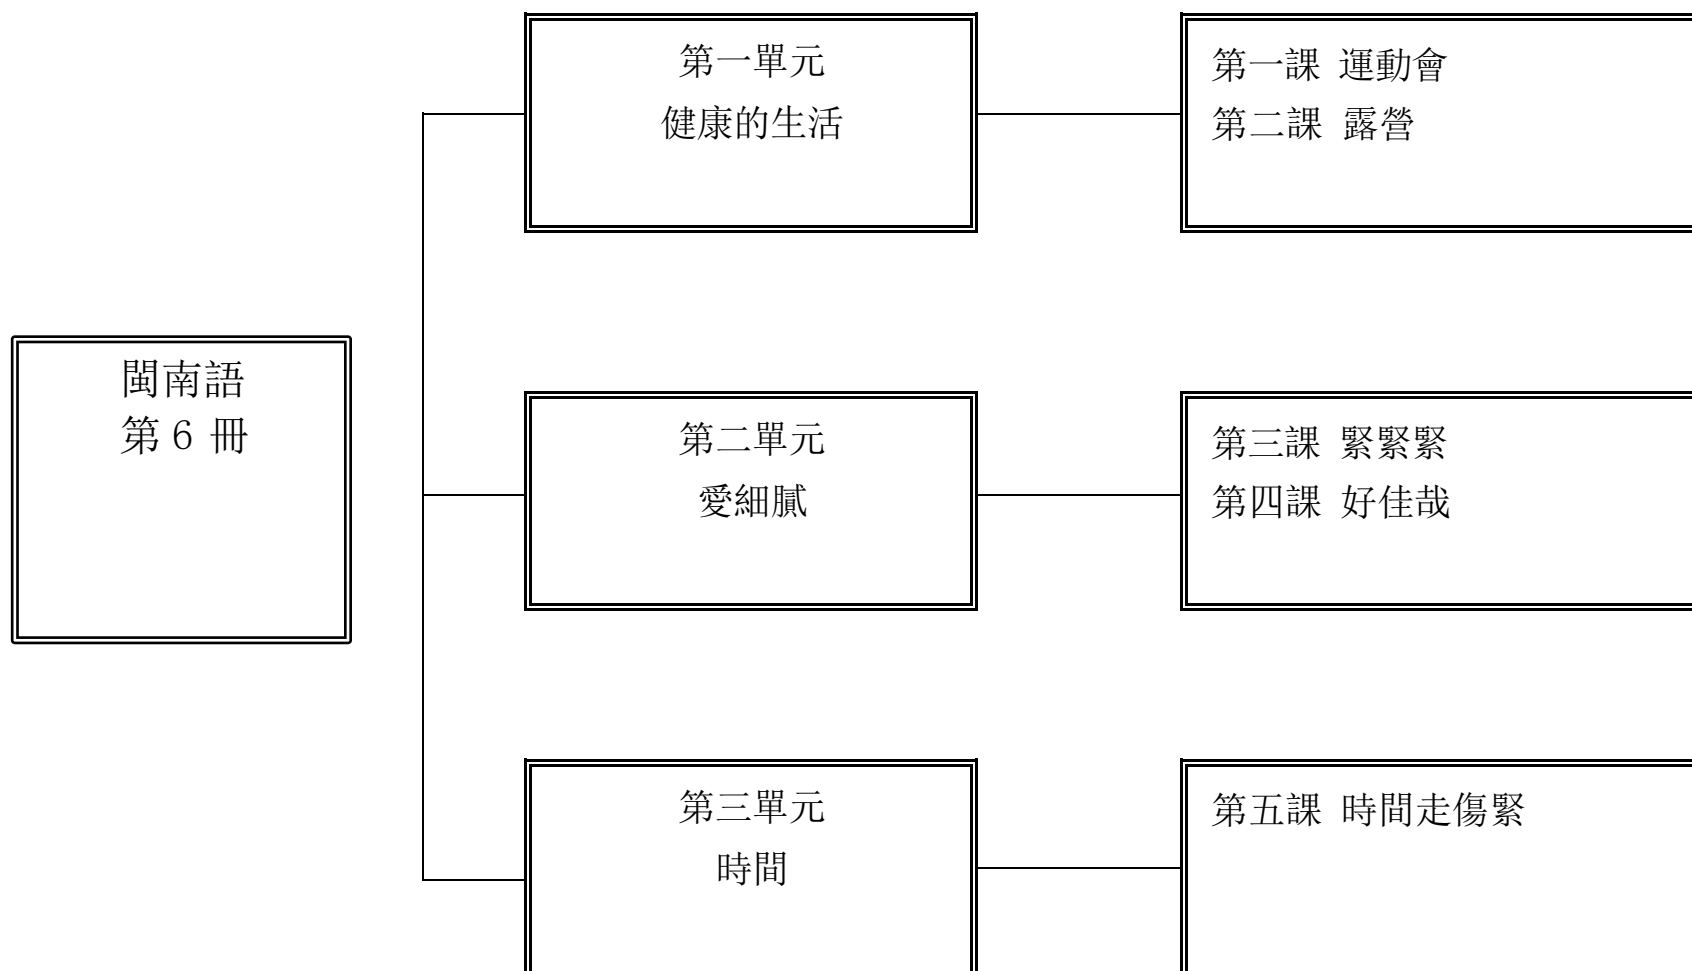 閩南語
第6 冊
第一單元
健康的生活
第一課 運動會
第二課 露營
第二單元
愛細膩
第三課 緊緊緊
第四課 好佳哉
第三單元
時間
第五課 時間走傷緊